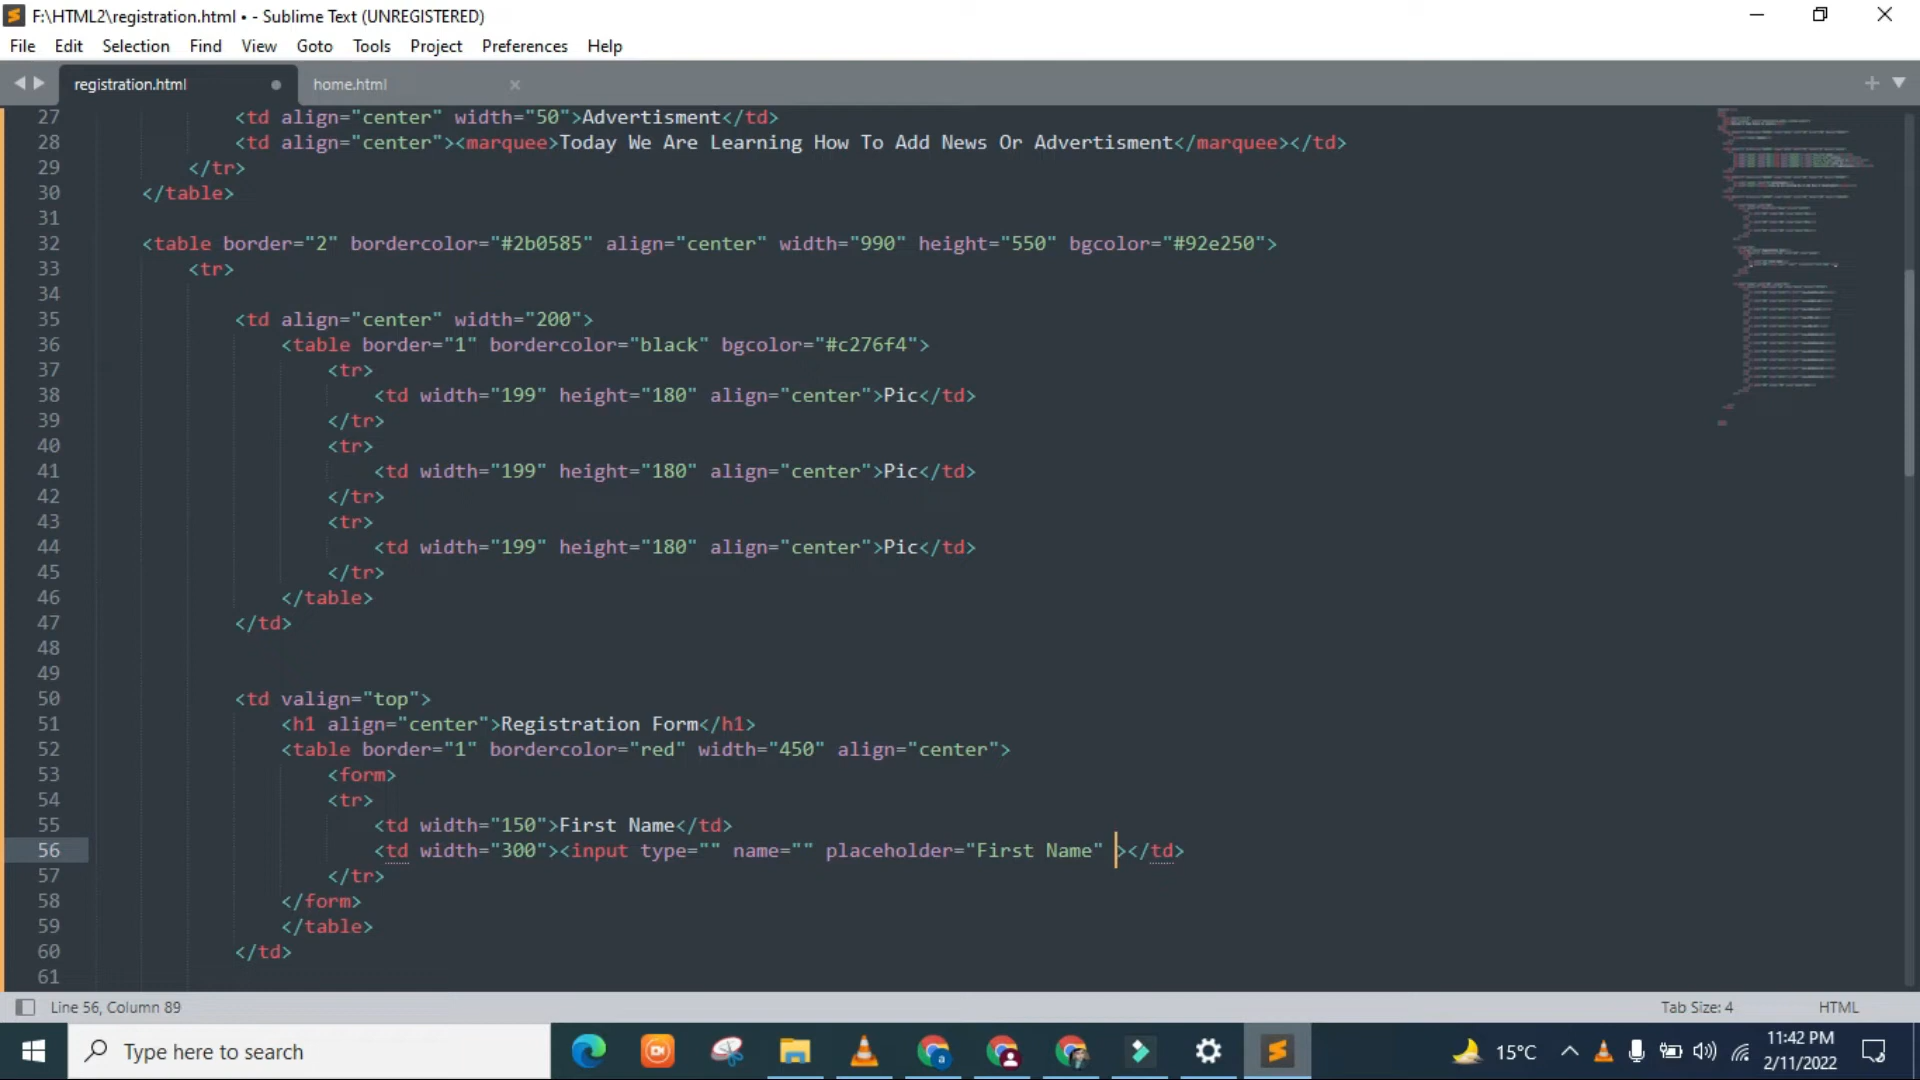 F:\HTML2\registration.html • - Sublime Text (UNREGISTERED)
File Edit Selection Find View Goto Tools Project Preferences Help
registration.html home.html
27 <td align="center" width="50">Advertisment</td>
28 <td align="center"><marquee>Today We Are Learning How To Add News Or Advertisment</marquee></td>
29 </tr>
30 </table>
31
32 <table border="2" bordercolor="#2b0585" align="center" width="990" height="550" bgcolor="#92e250">
33 <tr>
34
35 <td align="center" width="200">
36 <table border="1" bordercolor="black" bgcolor="#c276f4">
37 <tr>
38 <td width="199" height="180" align="center">Pic</td>
39 </tr>
40 <tr>
41 <td width="199" height="180" align="center">Pic</td>
42 </tr>
43 <tr>
44 <td width="199" height="180" align="center">Pic</td>
45 </tr>
46 </table>
47 </td>
48
49
50 <td valign="top">
51 <h1 align="center">Registration Form</h1>
52 <table border="1" bordercolor="red" width="450" align="center">
53 <form>
54 <tr>
55 <td width="150">First Name</td>
56 <td width="300"><input type="" name="" placeholder="First Name" ></td>
57 </tr>
58 </form>
59 </table>
60 </td>
61
Line 56, Column 89 Tab Size: 4 HTML
Type here to search 15°C 11:42 PM
2/11/2022